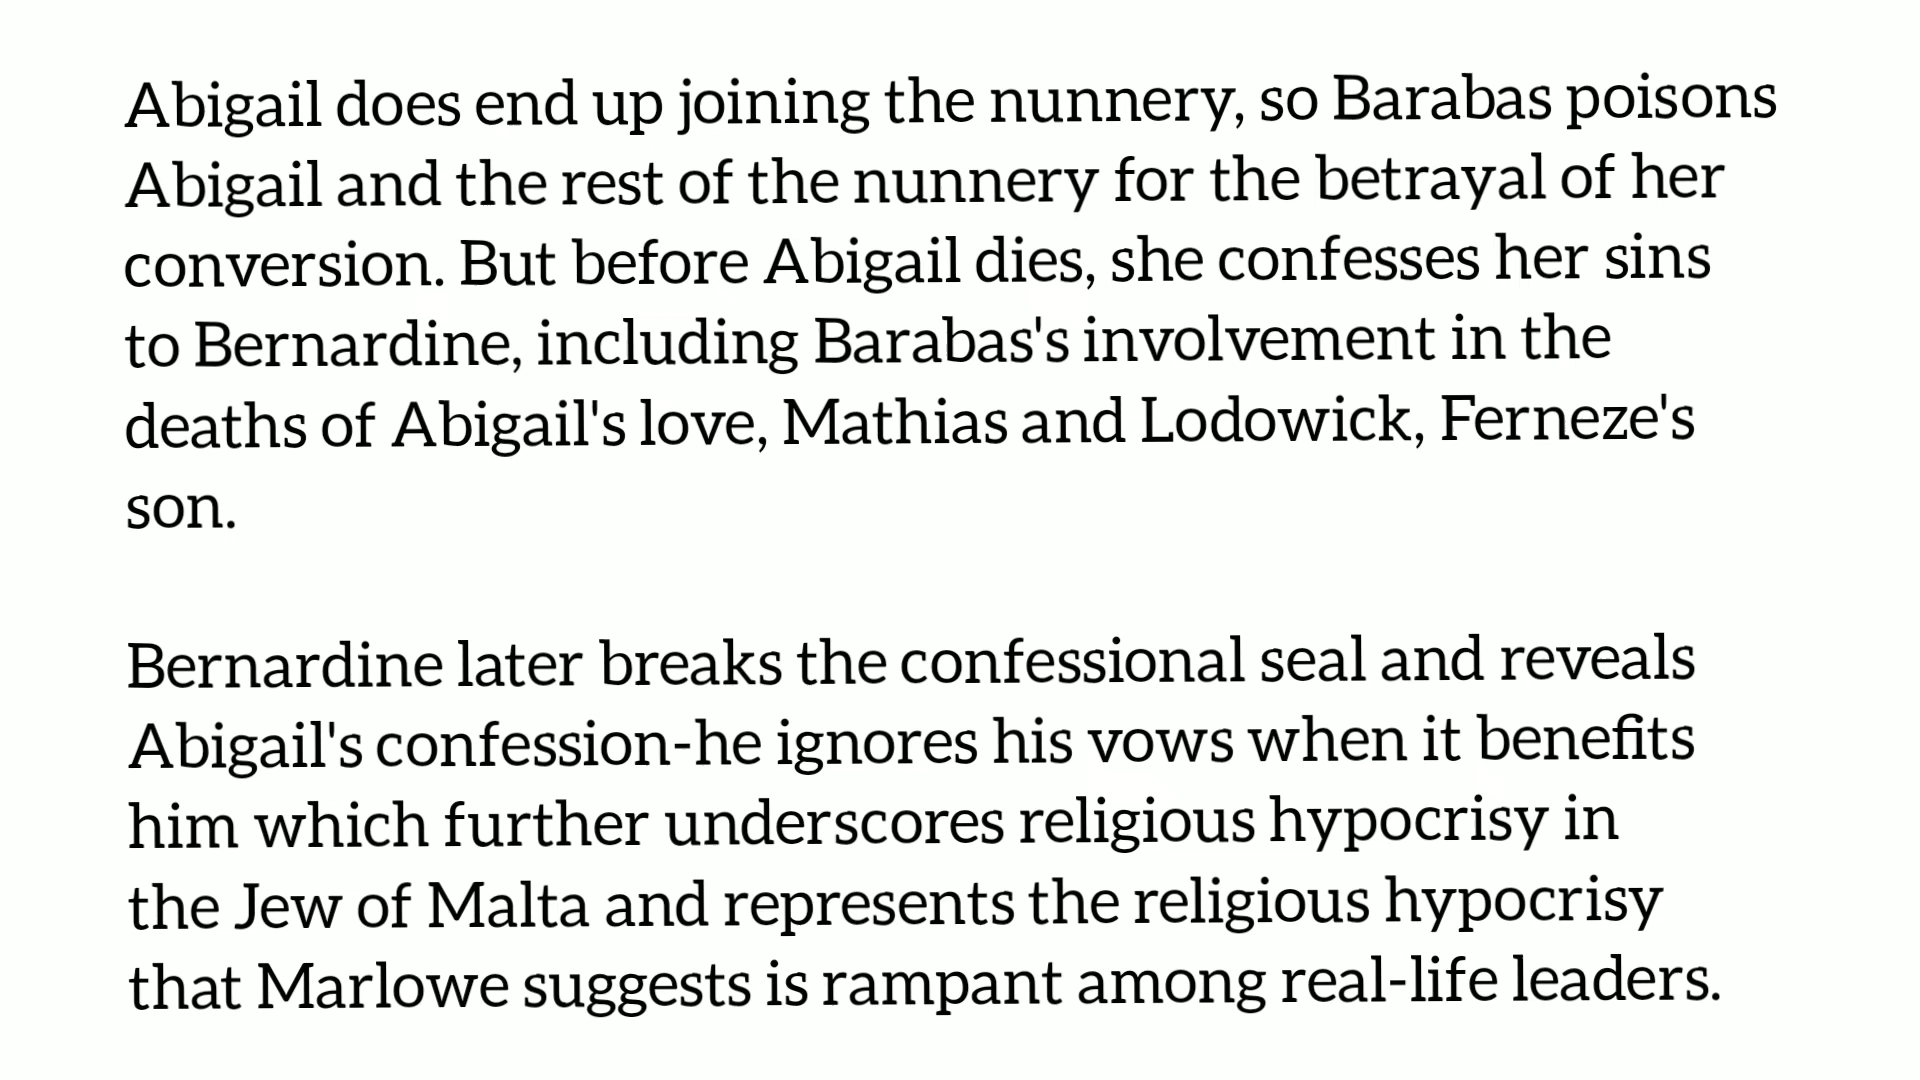 Abigail does end up joining the nunnery, so Barabas poisons
Abigail and the rest of the nunnery for the betrayal of her
conversion. But before Abigail dies, she confesses her sins
to Bernardine, including Barabas's involvement in the
deaths of Abigail's love, Mathias and Lodowick, Ferneze's
son.
Bernardine later breaks the confessional seal and reveals
Abigail's confession-he ignores his vows when it benefits
him which further underscores religious hypocrisy in
the Jew of Malta and represents the religious hypocrisy
that Marlowe suggests is rampant among real-life leaders.